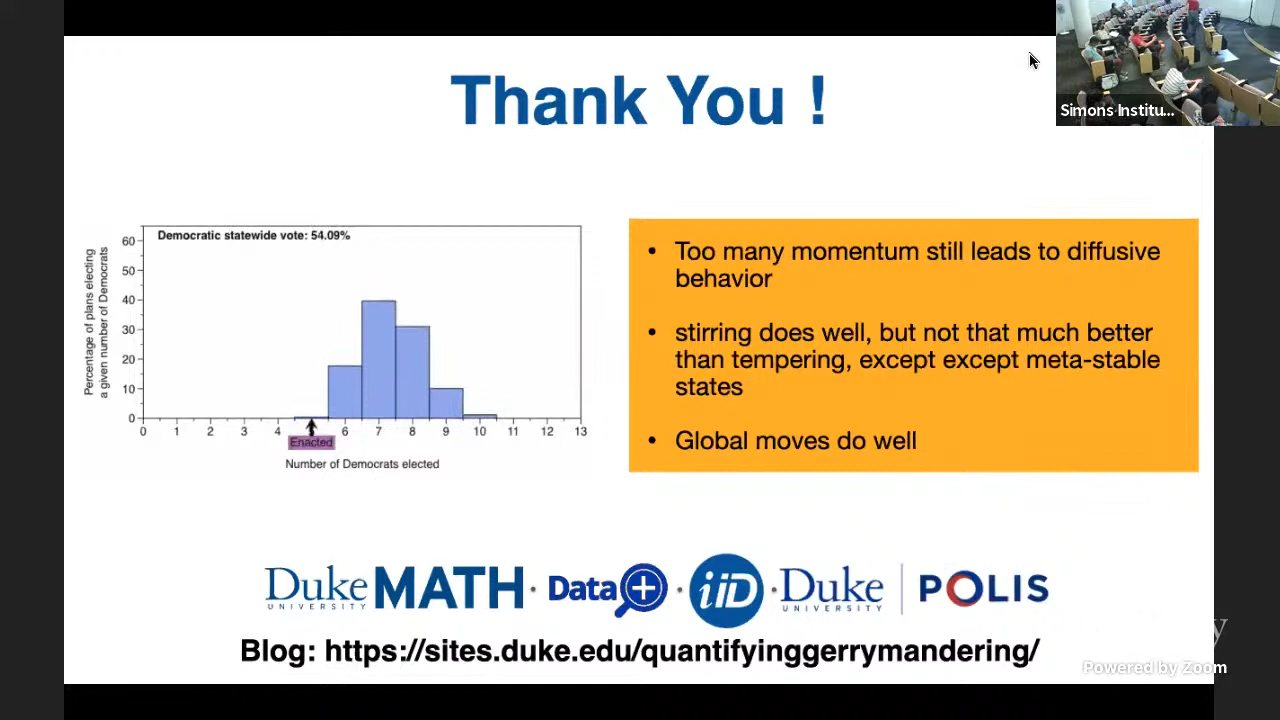 Thank You !
Simons Institu...
Democratic statewide vote: 54.09%
Percentage of plans electing
a given number of Democrats
60
50
40
30
20
10
0
0 1 2 3 4 6 7 8 9 10 11 12 13
Enacted
Number of Democrats elected
• Too many momentum still leads to diffusive
behavior
• stirring does well, but not that much better
than tempering, except except meta-stable
states
• Global moves do well
Duke MATH · Data+ · iiD · Duke POLIS
UNIVERSITY UNIVERSITY
Blog: https://sites.duke.edu/quantifyinggerrymandering/
Powered by Zoom